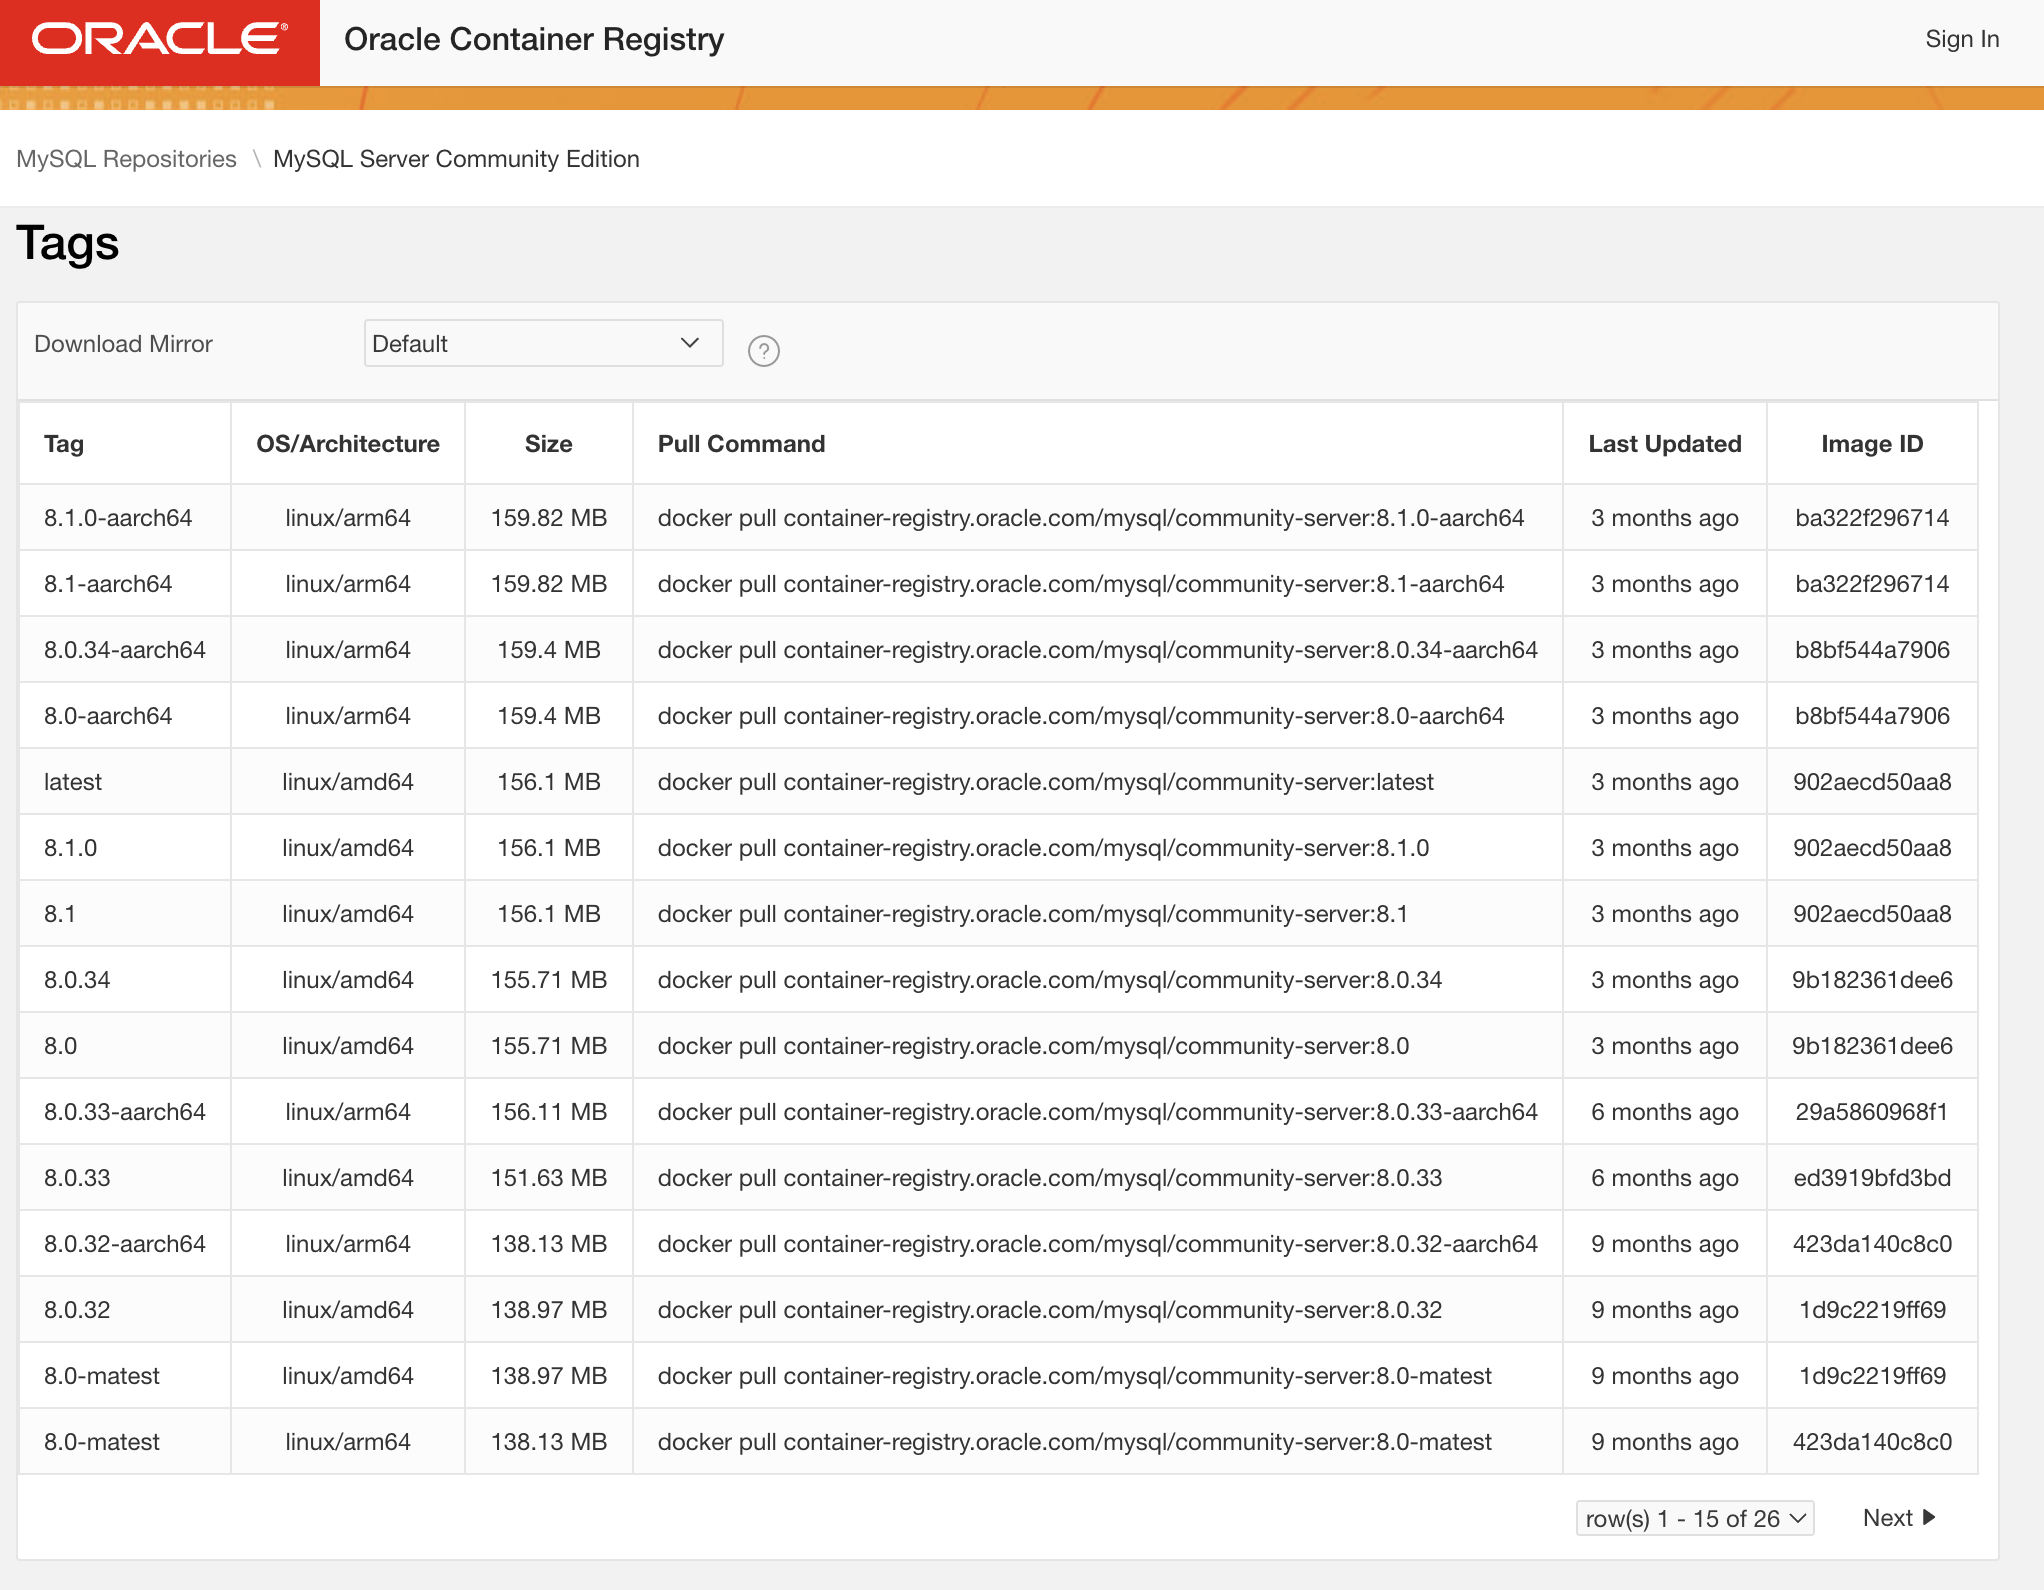 ORACLE® Oracle Container Registry Sign In
MySQL Repositories \ MySQL Server Community Edition
Tags
Download Mirror Default ?
Tag OS/Architecture Size Pull Command Last Updated Image ID
8.1.0-aarch64 linux/arm64 159.82 MB docker pull container-registry.oracle.com/mysql/community-server:8.1.0-aarch64 3 months ago ba322f296714
8.1-aarch64 linux/arm64 159.82 MB docker pull container-registry.oracle.com/mysql/community-server:8.1-aarch64 3 months ago ba322f296714
8.0.34-aarch64 linux/arm64 159.4 MB docker pull container-registry.oracle.com/mysql/community-server:8.0.34-aarch64 3 months ago b8bf544a7906
8.0-aarch64 linux/arm64 159.4 MB docker pull container-registry.oracle.com/mysql/community-server:8.0-aarch64 3 months ago b8bf544a7906
latest linux/amd64 156.1 MB docker pull container-registry.oracle.com/mysql/community-server:latest 3 months ago 902aecd50aa8
8.1.0 linux/amd64 156.1 MB docker pull container-registry.oracle.com/mysql/community-server:8.1.0 3 months ago 902aecd50aa8
8.1 linux/amd64 156.1 MB docker pull container-registry.oracle.com/mysql/community-server:8.1 3 months ago 902aecd50aa8
8.0.34 linux/amd64 155.71 MB docker pull container-registry.oracle.com/mysql/community-server:8.0.34 3 months ago 9b182361dee6
8.0 linux/amd64 155.71 MB docker pull container-registry.oracle.com/mysql/community-server:8.0 3 months ago 9b182361dee6
8.0.33-aarch64 linux/arm64 156.11 MB docker pull container-registry.oracle.com/mysql/community-server:8.0.33-aarch64 6 months ago 29a5860968f1
8.0.33 linux/amd64 151.63 MB docker pull container-registry.oracle.com/mysql/community-server:8.0.33 6 months ago ed3919bfd3bd
8.0.32-aarch64 linux/arm64 138.13 MB docker pull container-registry.oracle.com/mysql/community-server:8.0.32-aarch64 9 months ago 423da140c8c0
8.0.32 linux/amd64 138.97 MB docker pull container-registry.oracle.com/mysql/community-server:8.0.32 9 months ago 1d9c2219ff69
8.0-matest linux/amd64 138.97 MB docker pull container-registry.oracle.com/mysql/community-server:8.0-matest 9 months ago 1d9c2219ff69
8.0-matest linux/arm64 138.13 MB docker pull container-registry.oracle.com/mysql/community-server:8.0-matest 9 months ago 423da140c8c0
row(s) 1 - 15 of 26 Next